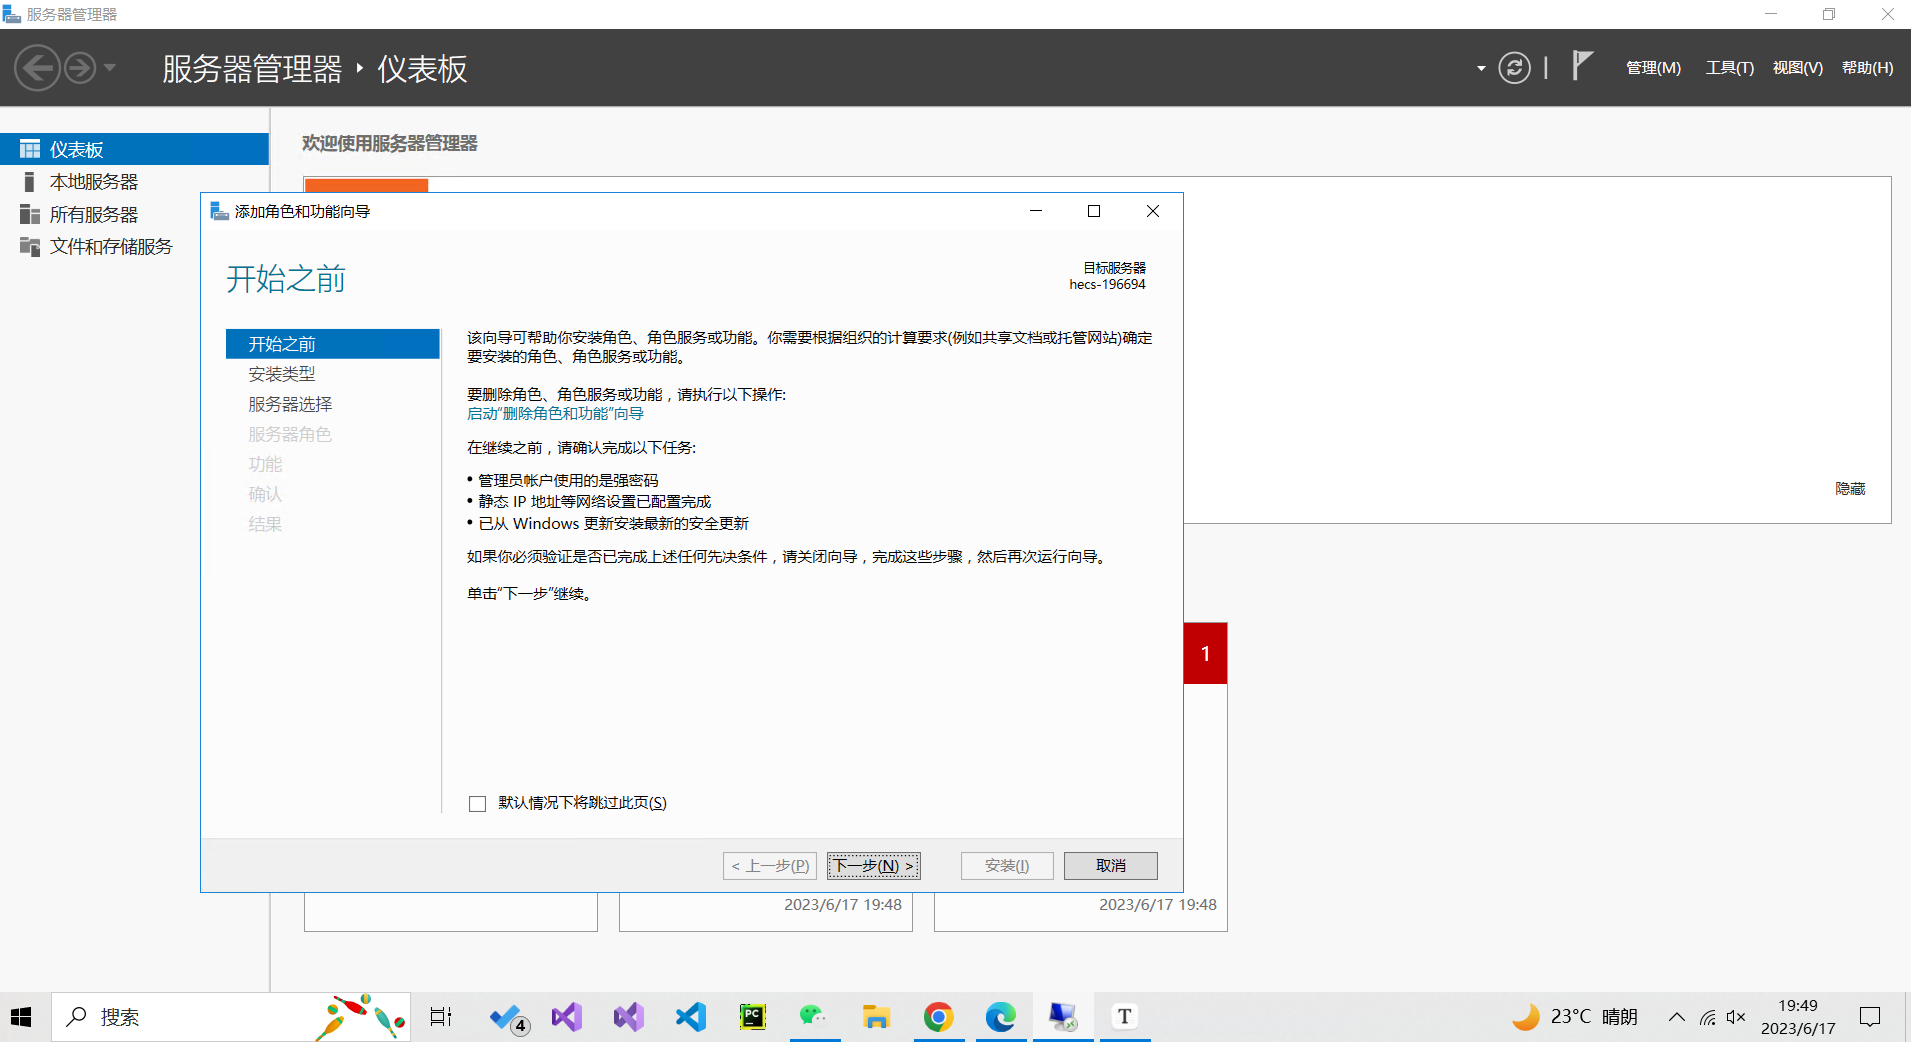 服务器管理器
服务器管理器 ‣ 仪表板
管理(M) 工具(T) 视图(V) 帮助(H)
仪表板
本地服务器
所有服务器
文件和存储服务
欢迎使用服务器管理器
隐藏
添加角色和功能向导
开始之前
目标服务器
hecs-196694
开始之前
安装类型
服务器选择
服务器角色
功能
确认
结果
该向导可帮助你安装角色、角色服务或功能。你需要根据组织的计算要求(例如共享文档或托管网站)确定
要安装的角色、角色服务或功能。
要删除角色、角色服务或功能，请执行以下操作:
启动“删除角色和功能”向导
在继续之前，请确认完成以下任务:
• 管理员帐户使用的是强密码
• 静态 IP 地址等网络设置已配置完成
• 已从 Windows 更新安装最新的安全更新
如果你必须验证是否已完成上述任何先决条件，请关闭向导，完成这些步骤，然后再次运行向导。
单击“下一步”继续。
默认情况下将跳过此页(S)
< 上一步(P) 下一步(N) > 安装(I) 取消
1
2023/6/17 19:48
2023/6/17 19:48
搜索
4
PC
T
23°C 晴朗
19:49
2023/6/17